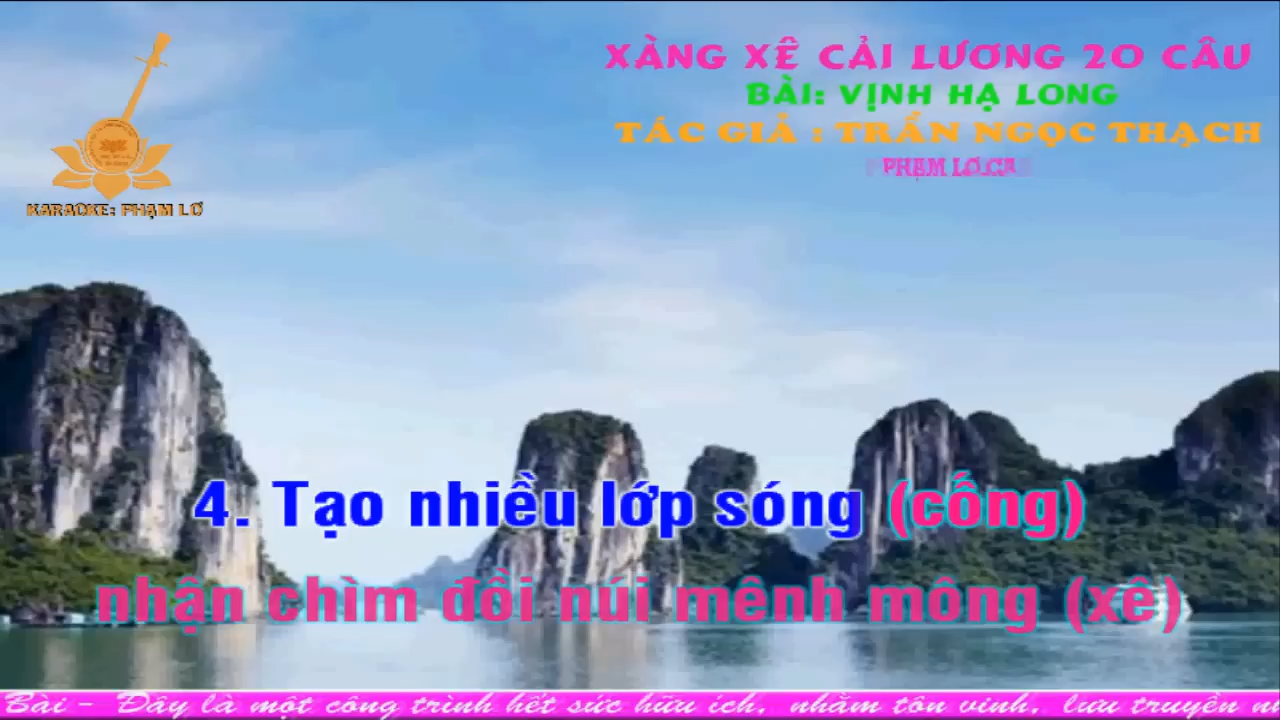 XÀNG XÊ CẢI LƯƠNG 20 CÂU
BÀI: VỊNH HẠ LONG
TÁC GIẢ : TRẦN NGỌC THẠCH
PHẠM LƠ.CA
KARAOKE: PHẠM LƠ
4. Tạo nhiều lớp sóng (cống)
nhận chìm đồi núi mênh mông (xê)
Bài - Đây là một công trình hết sức hữu ích, nhằm tôn vinh, lưu truyền